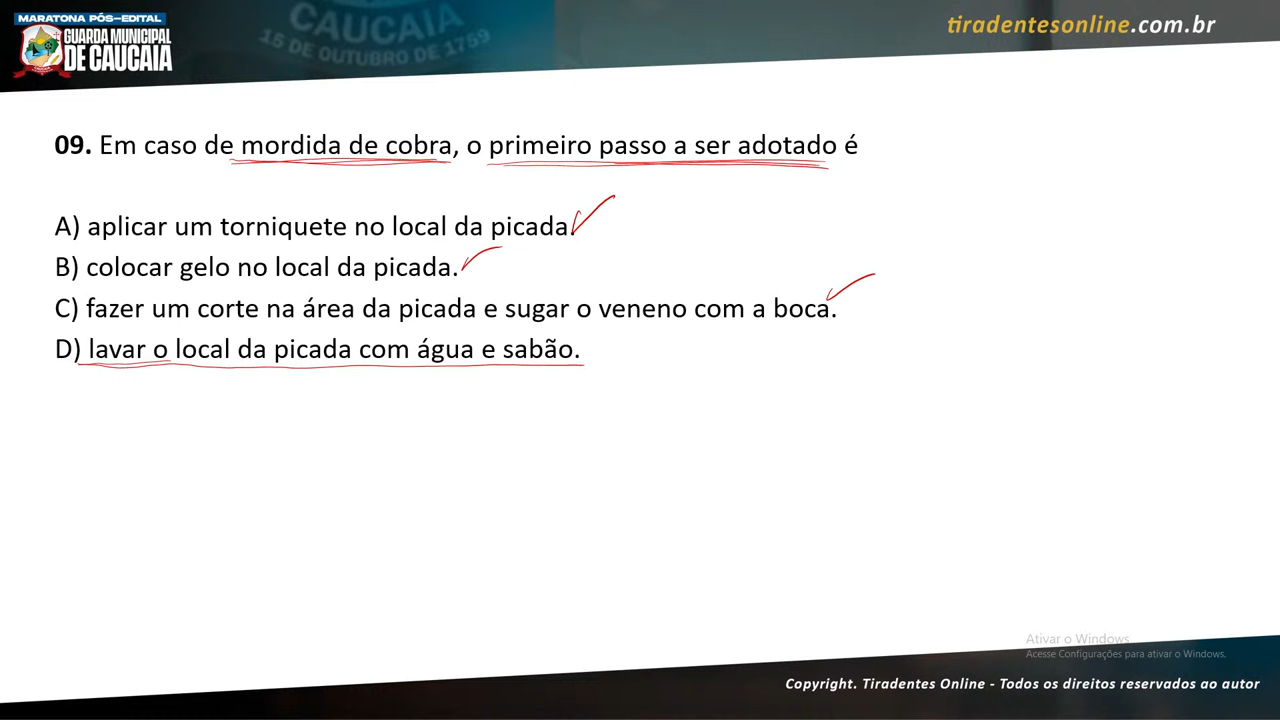 MARATONA PÓS-EDITAL
GUARDA MUNICIPAL
DE CAUCAIA
CAUCAIA
15 DE OUTUBRO DE 1759
tiradentesonline.com.br
09. Em caso de mordida de cobra, o primeiro passo a ser adotado é
A) aplicar um torniquete no local da picada.
B) colocar gelo no local da picada.
C) fazer um corte na área da picada e sugar o veneno com a boca.
D) lavar o local da picada com água e sabão.
Ativar o Windows
Acesse Configurações para ativar o Windows.
Copyright. Tiradentes Online - Todos os direitos reservados ao autor